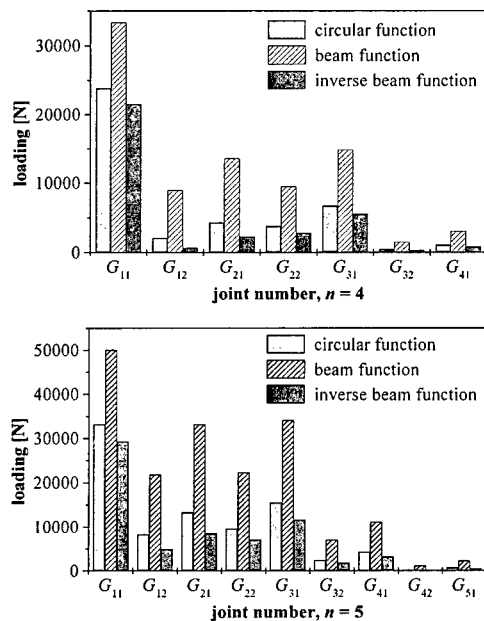 circular function
beam function
inverse beam function
30000
20000
10000
0
loading [N]
G11 G12 G21 G22 G31 G32 G41
joint number, n = 4
circular function
beam function
inverse beam function
50000
40000
30000
20000
10000
0
loading [N]
G11 G12 G21 G22 G31 G32 G41 G42 G51
joint number, n = 5